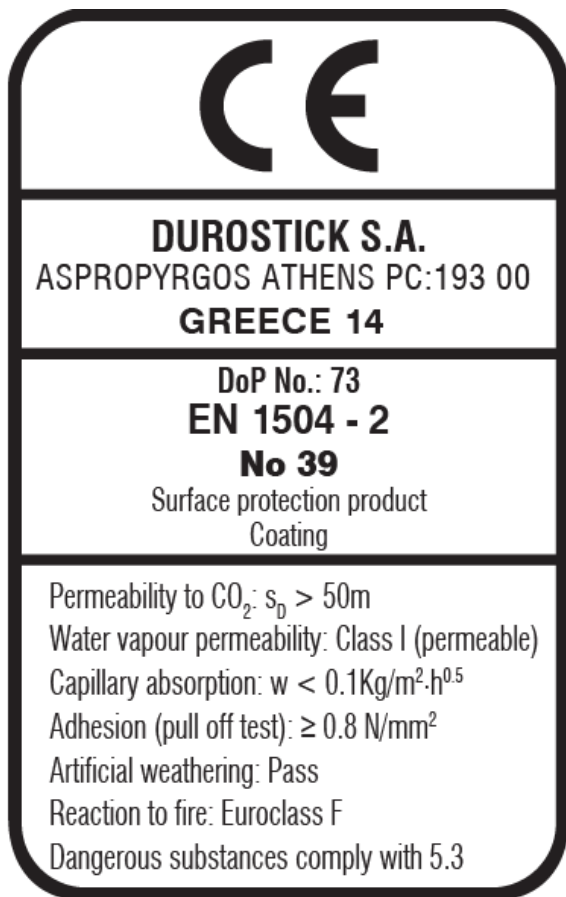 CE
DUROSTICK S.A.
ASPROPYRGOS ATHENS PC:193 00
GREECE 14
DoP No.: 73
EN 1504 - 2
No 39
Surface protection product
Coating
Permeability to CO₂: s_D > 50m
Water vapour permeability: Class I (permeable)
Capillary absorption: w < 0.1Kg/m²·h⁰·⁵
Adhesion (pull off test): ≥ 0.8 N/mm²
Artificial weathering: Pass
Reaction to fire: Euroclass F
Dangerous substances comply with 5.3